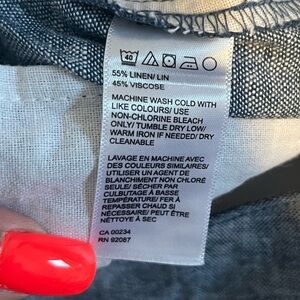 40
55% LINEN/ LIN
45% VISCOSE
MACHINE WASH COLD WITH
LIKE COLOURS/ USE
NON-CHLORINE BLEACH
ONLY/ TUMBLE DRY LOW/
WARM IRON IF NEEDED/ DRY
CLEANABLE
LAVAGE EN MACHINE AVEC
DES COULEURS SIMILAIRES/
UTILISER UN AGENT DE
BLANCHIMENT NON CHLORÉ
SEULE/ SÉCHER PAR
CULBUTAGE À BASSE
TEMPÉRATURE/ FER À
REPASSER CHAUD SI
NÉCESSAIRE/ PEUT ÊTRE
NETTOYÉ À SEC
CA 00234
RN 92087